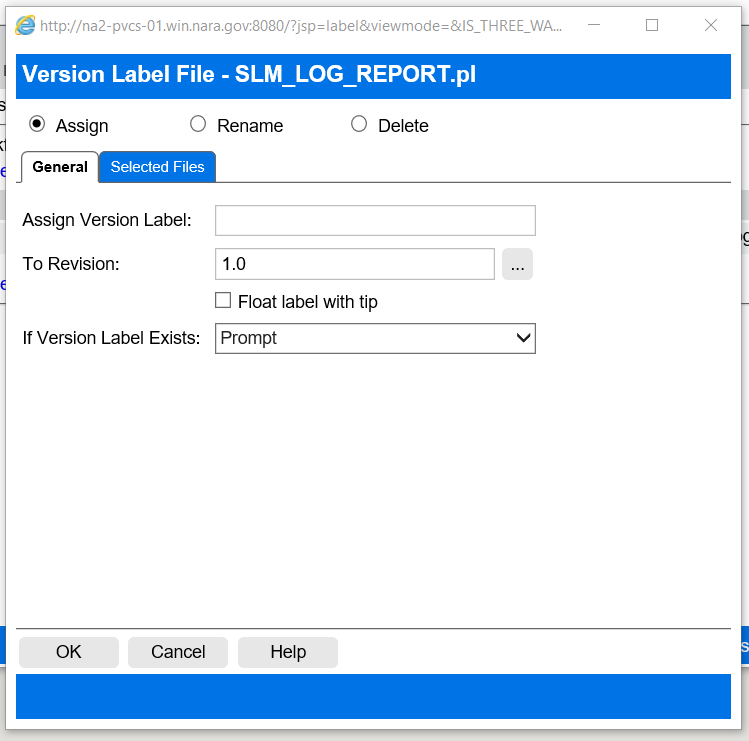 http://na2-pvcs-01.win.nara.gov:8080/?jsp=label&viewmode=&IS_THREE_WA...
Version Label File - SLM_LOG_REPORT.pl
Assign Rename Delete
General Selected Files
Assign Version Label:
To Revision: 1.0 ...
Float label with tip
If Version Label Exists: Prompt
OK Cancel Help